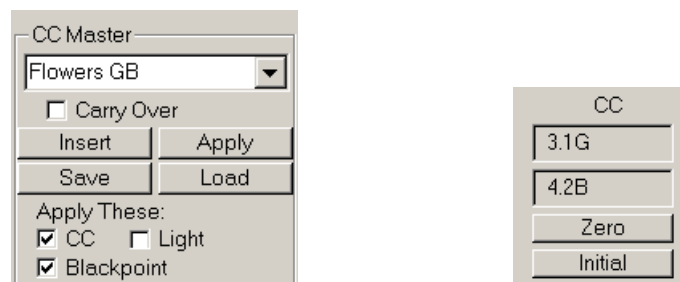 CC Master
Flowers GB
Carry Over
Insert Apply
Save Load
Apply These:
CC Light
Blackpoint
CC
3.1G
4.2B
Zero
Initial